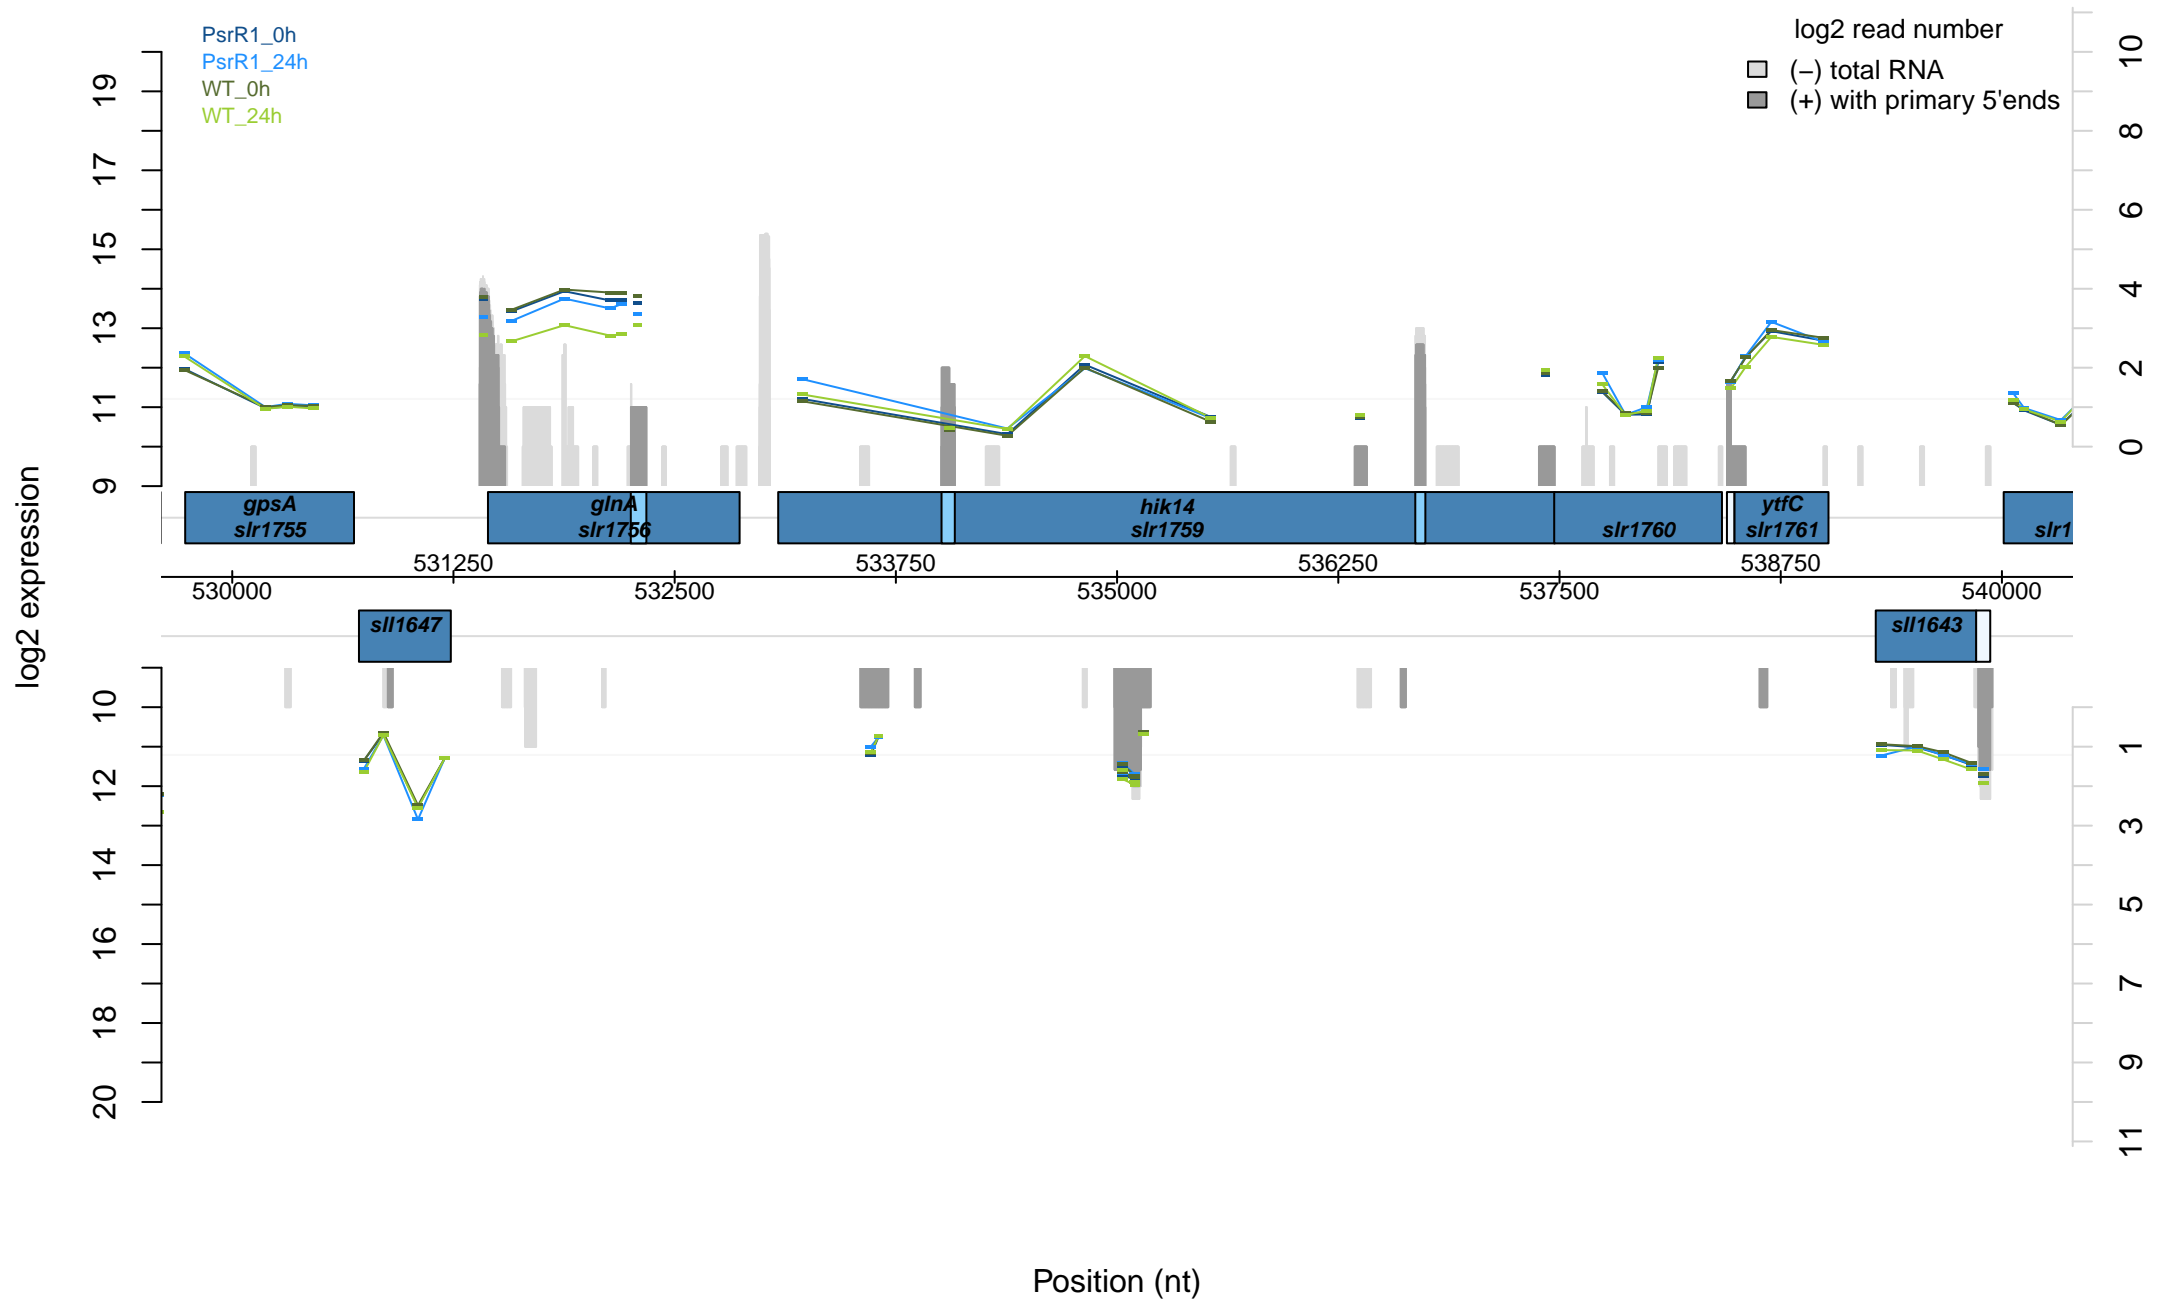 PsrR1_0h
PsrR1_24h
WT_0h
WT_24h
log2 read number
(−) total RNA
(+) with primary 5'ends
19
17
15
13
11
9
10
8
6
4
2
0
log2 expression
gpsA
slr1755
glnA
slr1756
hik14
slr1759
slr1760
ytfC
slr1761
slr1
531250
533750
536250
538750
530000
532500
535000
537500
540000
sll1647
sll1643
10
12
14
16
18
20
1
3
5
7
9
11
Position (nt)